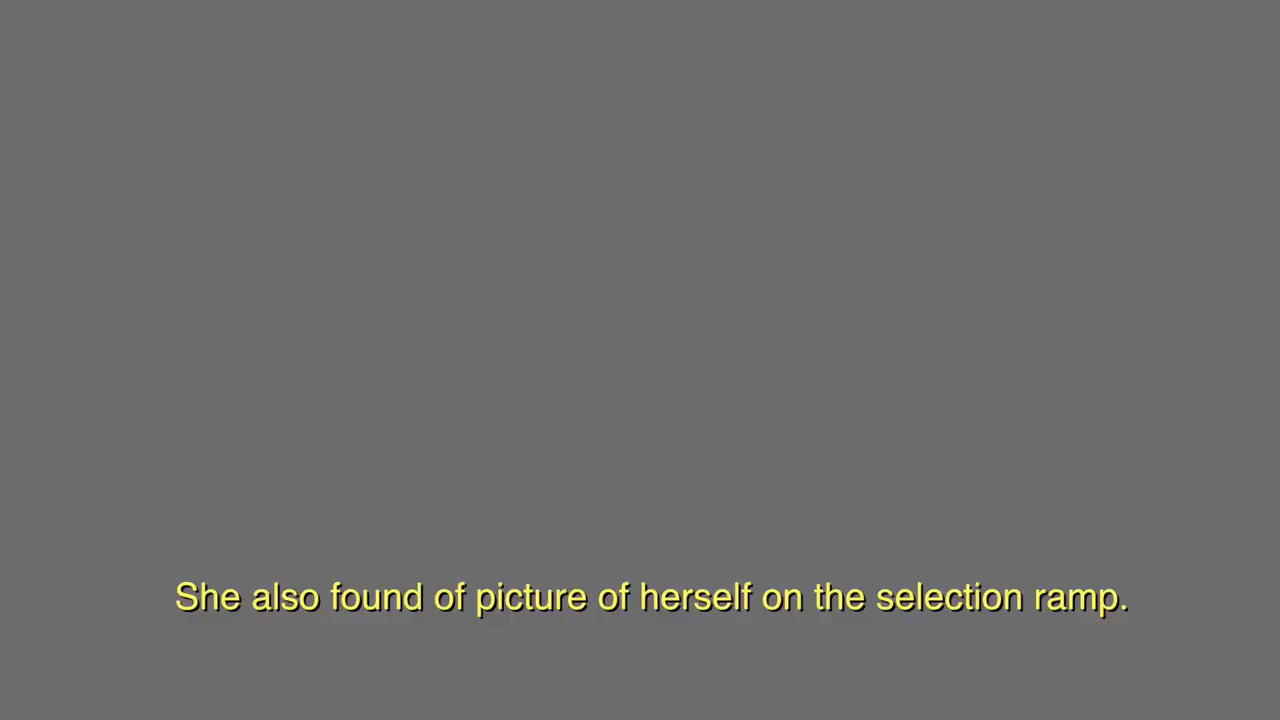 She also found of picture of herself on the selection ramp.